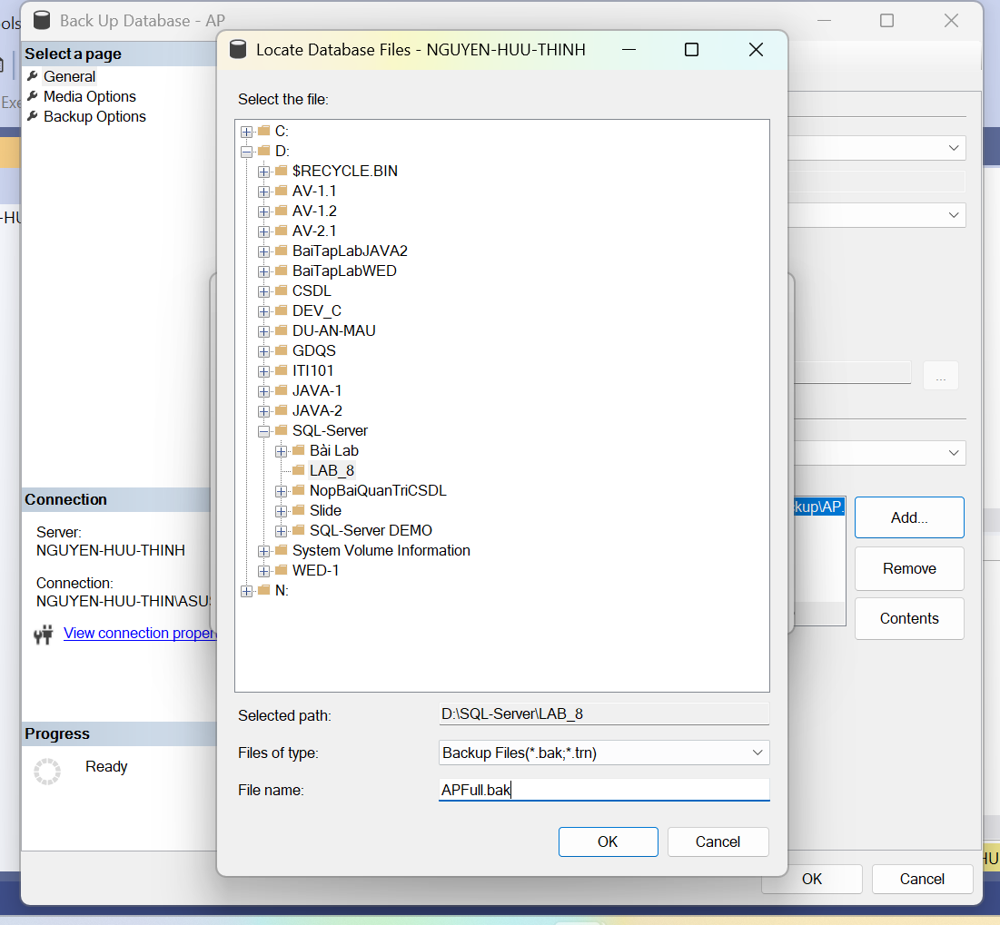 Back Up Database - AP
Select a page
General
Media Options
Backup Options
Locate Database Files - NGUYEN-HUU-THINH
Select the file:
C:
D:
$RECYCLE.BIN
AV-1.1
AV-1.2
AV-2.1
BaiTapLabJAVA2
BaiTapLabWED
CSDL
DEV_C
DU-AN-MAU
GDQS
ITI101
JAVA-1
JAVA-2
SQL-Server
Bài Lab
LAB_8
NopBaiQuanTriCSDL
Slide
SQL-Server DEMO
System Volume Information
WED-1
N:
Selected path:
D:\SQL-Server\LAB_8
Files of type:
Backup Files(*.bak;*.trn)
File name:
APFull.bak
OK
Cancel
Connection
Server:
NGUYEN-HUU-THINH
Connection:
NGUYEN-HUU-THIN\ASUS
View connection proper
Progress
Ready
...
kup\AP.
Add...
Remove
Contents
OK
Cancel